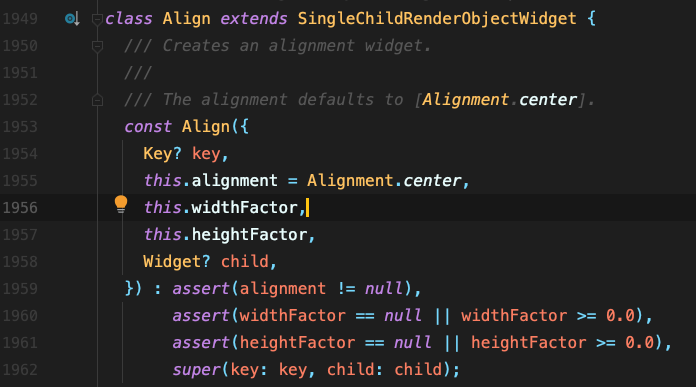 1949 class Align extends SingleChildRenderObjectWidget {
1950 /// Creates an alignment widget.
1951 ///
1952 /// The alignment defaults to [Alignment.center].
1953 const Align({
1954 Key? key,
1955 this.alignment = Alignment.center,
1956 this.widthFactor,
1957 this.heightFactor,
1958 Widget? child,
1959 }) : assert(alignment != null),
1960 assert(widthFactor == null || widthFactor >= 0.0),
1961 assert(heightFactor == null || heightFactor >= 0.0),
1962 super(key: key, child: child);